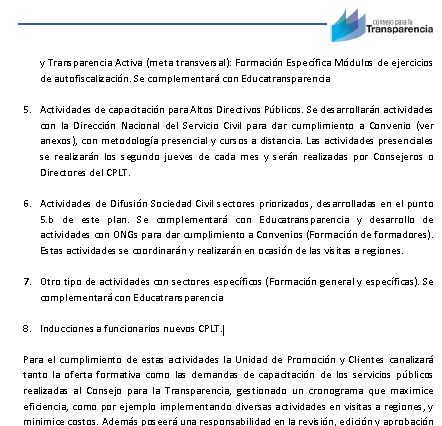 consejo para la
Transparencia
y Transparencia Activa (meta transversal): Formación Específica Módulos de ejercicios
de autofiscalización. Se complementará con Educatransparencia
5. Actividades de capacitación para Altos Directivos Públicos. Se desarrollarán actividades
con la Dirección Nacional del Servicio Civil para dar cumplimiento a Convenio (ver
anexos), con metodología presencial y cursos a distancia. Las actividades presenciales
se realizarán los segundo jueves de cada mes y serán realizadas por Consejeros o
Directores del CPLT.
6. Actividades de Difusión Sociedad Civil sectores priorizados, desarrolladas en el punto
5.b de este plan. Se complementará con Educatransparencia y desarrollo de
actividades con ONGs para dar cumplimiento a Convenios (Formación de formadores).
Estas actividades se coordinarán y realizarán en ocasión de las visitas a regiones.
7. Otro tipo de actividades con sectores específicos (Formación general y específicas). Se
complementará con Educatransparencia
8. Inducciones a funcionarios nuevos CPLT.
Para el cumplimiento de estas actividades la Unidad de Promoción y Clientes canalizará
tanto la oferta formativa como las demandas de capacitación de los servicios públicos
realizadas al Consejo para la Transparencia, gestionado un cronograma que maximice
eficiencia, como por ejemplo implementando diversas actividades en visitas a regiones, y
minimice costos. Además poseerá una responsabilidad en la revisión, edición y aprobación